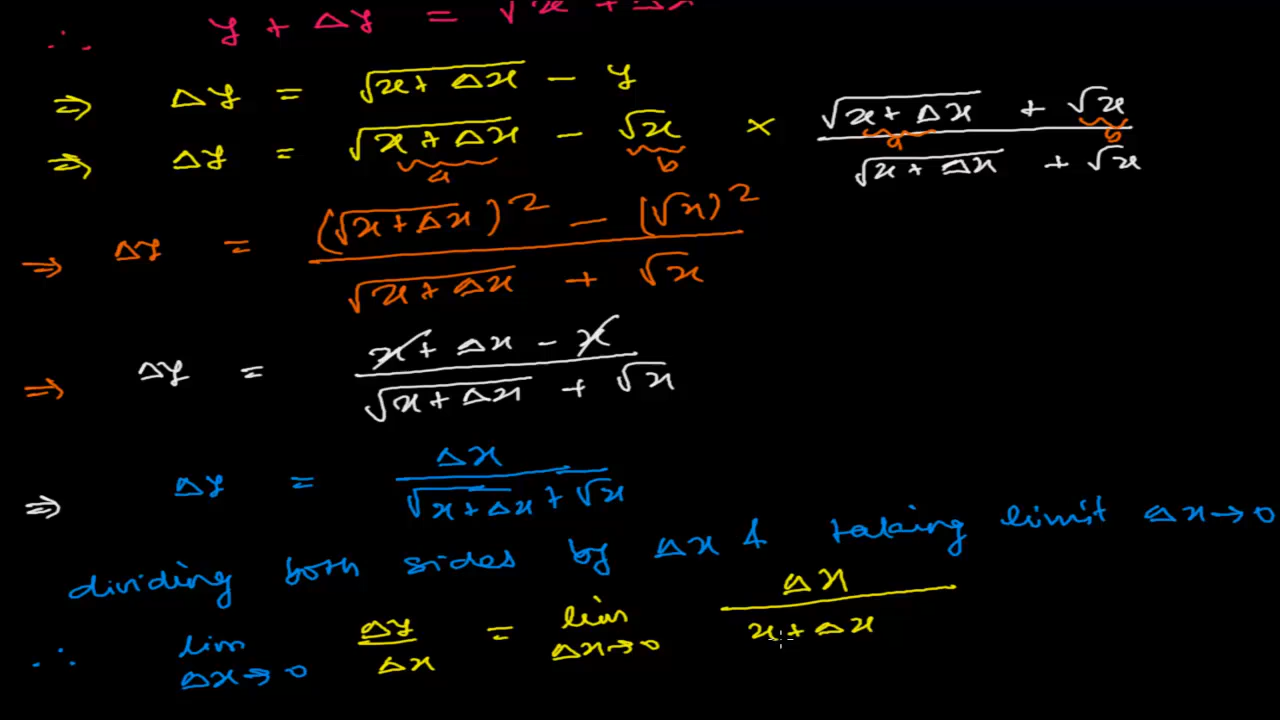 ∴ y + Δy = √x + Δx
⇒ Δy = √(x + Δx) − y
⇒ Δy = √(x + Δx) − √x × (√(x + Δx) + √x) / (√(x + Δx) + √x)
a b a b
⇒ Δy = ((√(x + Δx))² − (√x)²) / (√(x + Δx) + √x)
⇒ Δy = (x + Δx − x) / (√(x + Δx) + √x)
⇒ Δy = Δx / (√(x + Δx) + √x)
dividing both sides by Δx & taking limit Δx → 0
∴ lim Δx → 0 Δy / Δx = lim Δx → 0 Δx / x + Δx